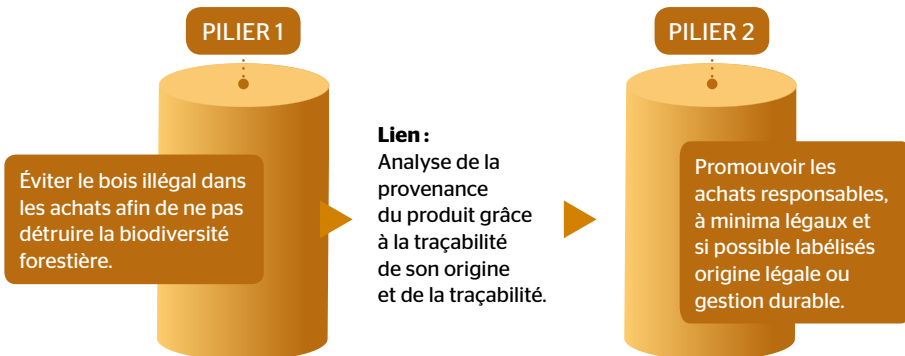 PILIER 1
Éviter le bois illégal dans
les achats afin de ne pas
détruire la biodiversité
forestière.
Lien :
Analyse de la
provenance
du produit grâce
à la traçabilité
de son origine
et de la traçabilité.
PILIER 2
Promouvoir les
achats responsables,
à minima légaux et
si possible labélisés
origine légale ou
gestion durable.